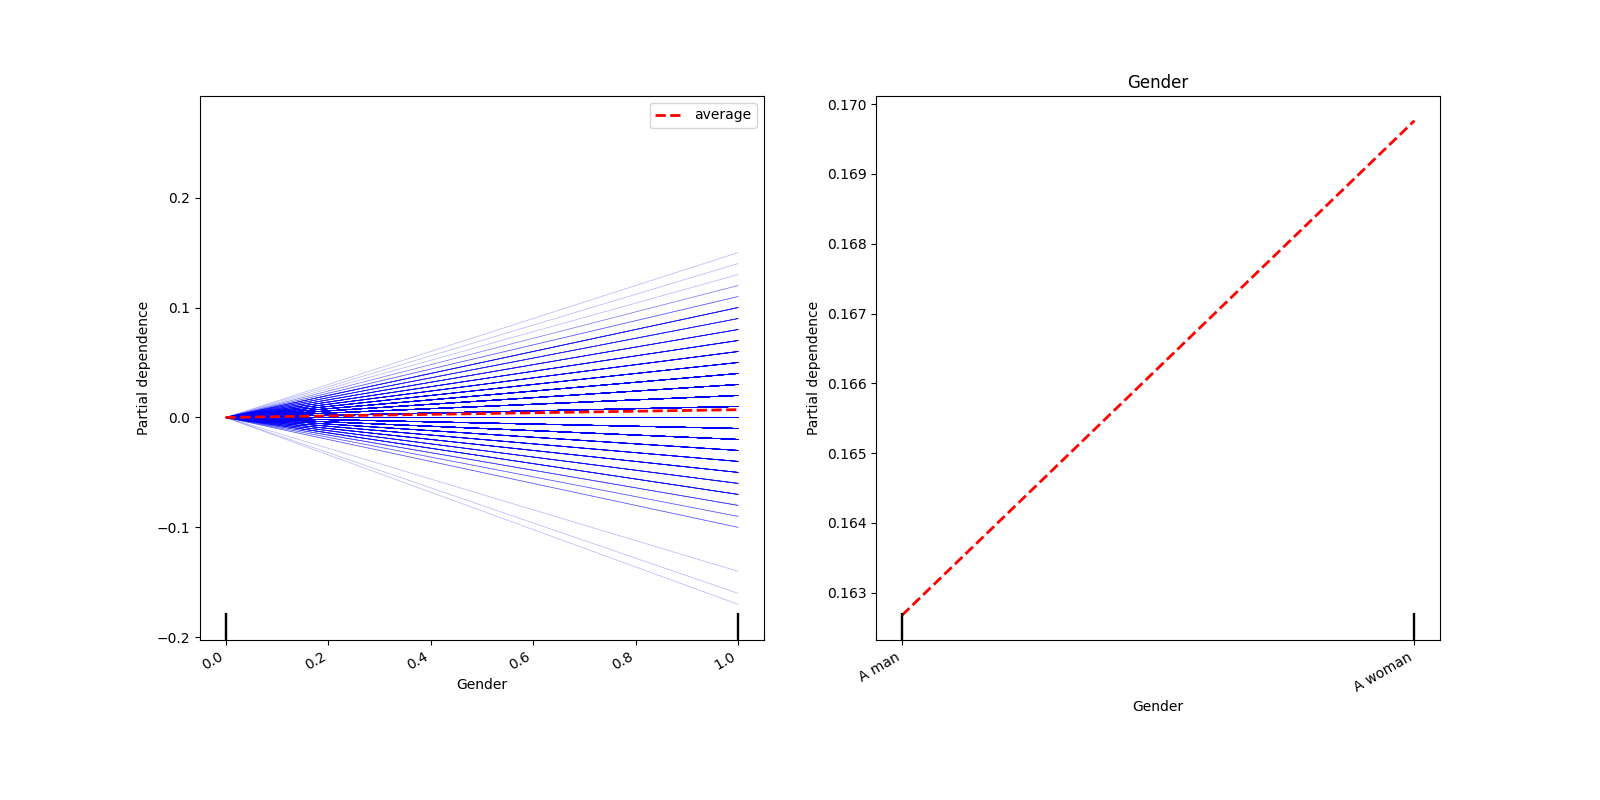 average
0.2
0.1
0.0
−0.1
−0.2
Partial dependence
0.0
0.2
0.4
0.6
0.8
1.0
Gender
Gender
0.170
0.169
0.168
0.167
0.166
0.165
0.164
0.163
Partial dependence
A man
A woman
Gender